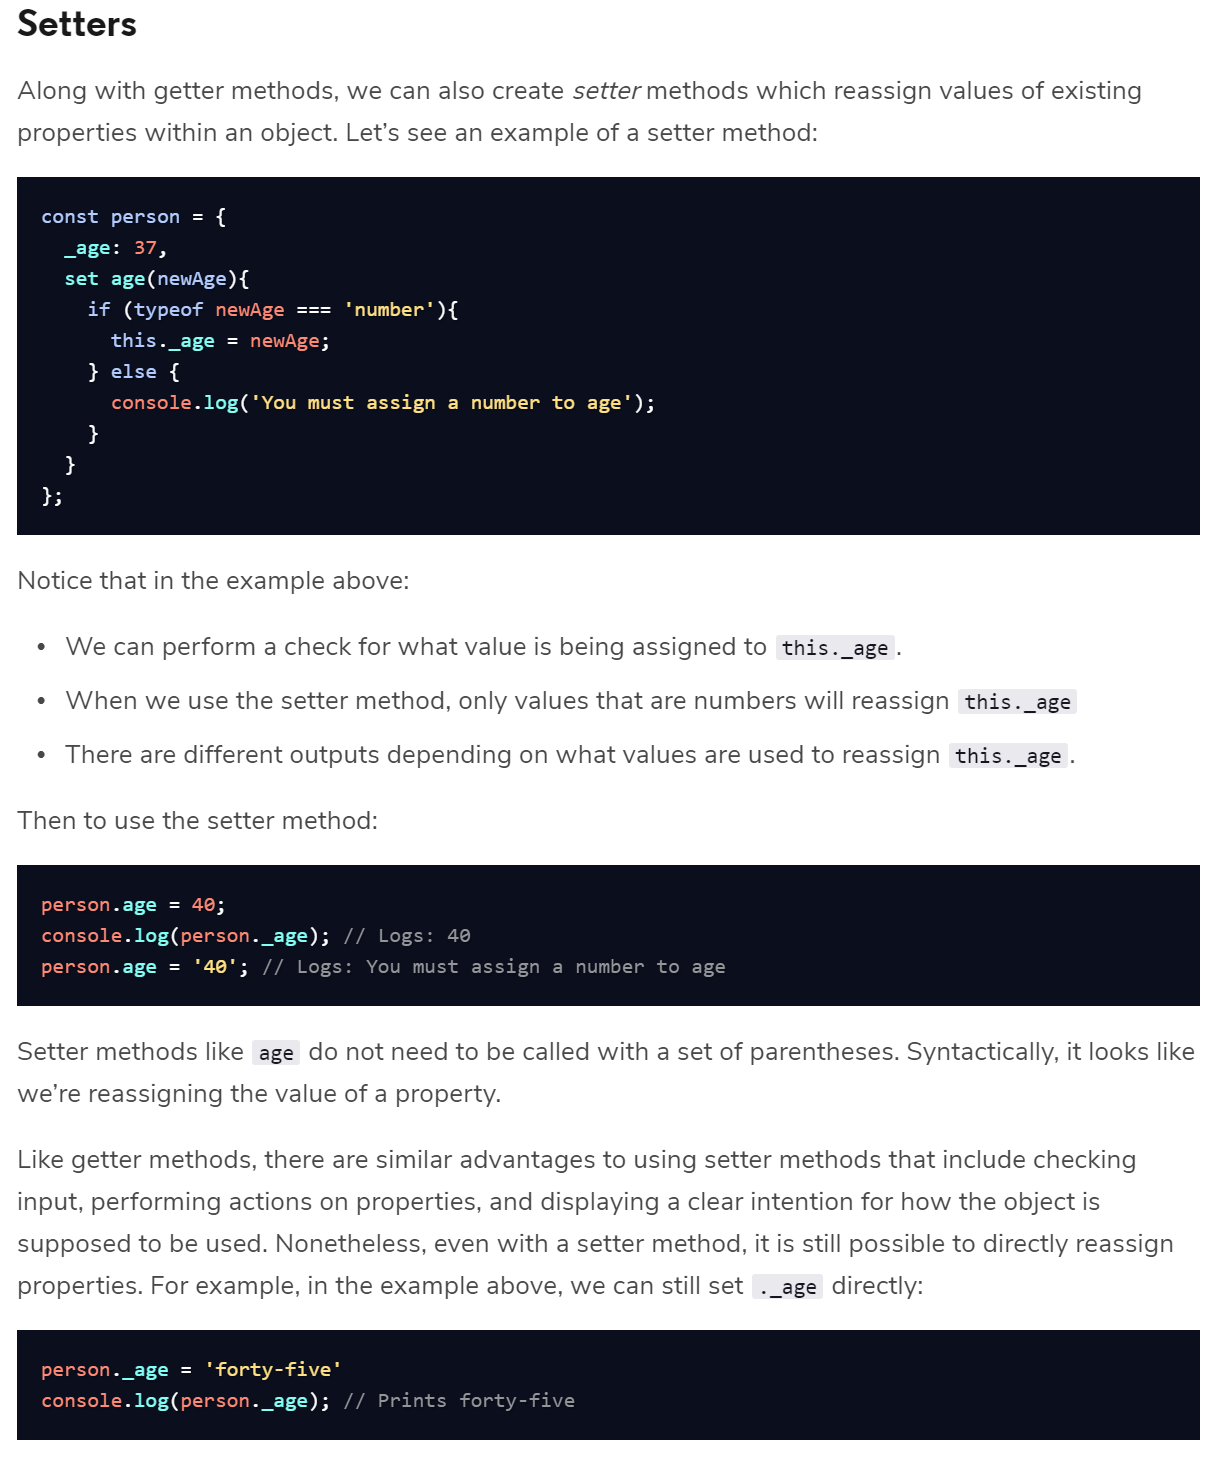 Setters
Along with getter methods, we can also create setter methods which reassign values of existing
properties within an object. Let’s see an example of a setter method:
const person = {
  _age: 37,
  set age(newAge){
    if (typeof newAge === 'number'){
      this._age = newAge;
    } else {
      console.log('You must assign a number to age');
    }
  }
};
Notice that in the example above:
• We can perform a check for what value is being assigned to this._age.
• When we use the setter method, only values that are numbers will reassign this._age
• There are different outputs depending on what values are used to reassign this._age.
Then to use the setter method:
person.age = 40;
console.log(person._age); // Logs: 40
person.age = '40'; // Logs: You must assign a number to age
Setter methods like age do not need to be called with a set of parentheses. Syntactically, it looks like
we’re reassigning the value of a property.
Like getter methods, there are similar advantages to using setter methods that include checking
input, performing actions on properties, and displaying a clear intention for how the object is
supposed to be used. Nonetheless, even with a setter method, it is still possible to directly reassign
properties. For example, in the example above, we can still set ._age directly:
person._age = 'forty-five'
console.log(person._age); // Prints forty-five